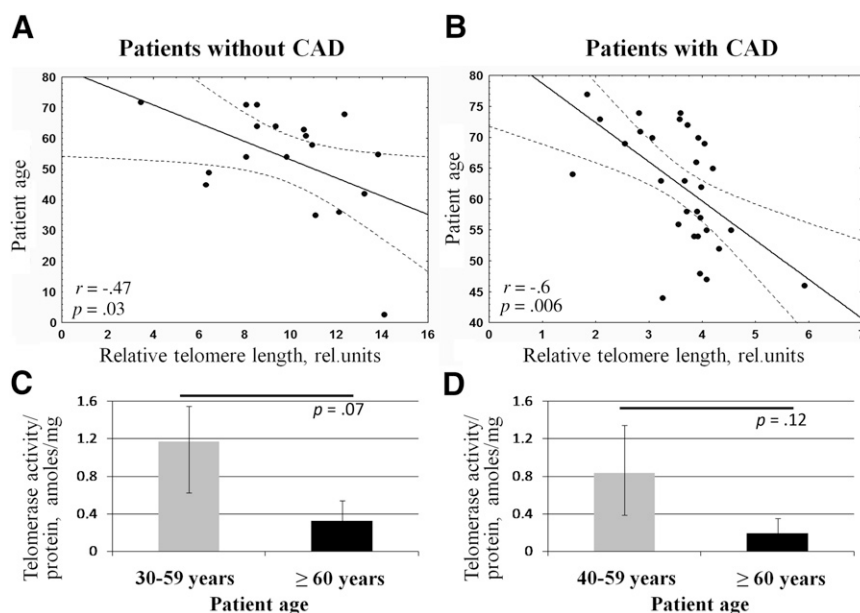 A
Patients without CAD
80
70
60
50
40
30
20
10
0
Patient age
r = -.47
p = .03
0 2 4 6 8 10 12 14 16
Relative telomere length, rel.units
B
Patients with CAD
80
75
70
65
60
55
50
45
40
Patient age
r = -.6
p = .006
0 1 2 3 4 5 6 7
Relative telomere length, rel.units
C
1.6
1.2
0.8
0.4
0
Telomerase activity/
protein, amoles/mg
p = .07
30-59 years ≥ 60 years
Patient age
D
1.6
1.2
0.8
0.4
0
Telomerase activity/
protein, amoles/mg
p = .12
40-59 years ≥ 60 years
Patient age